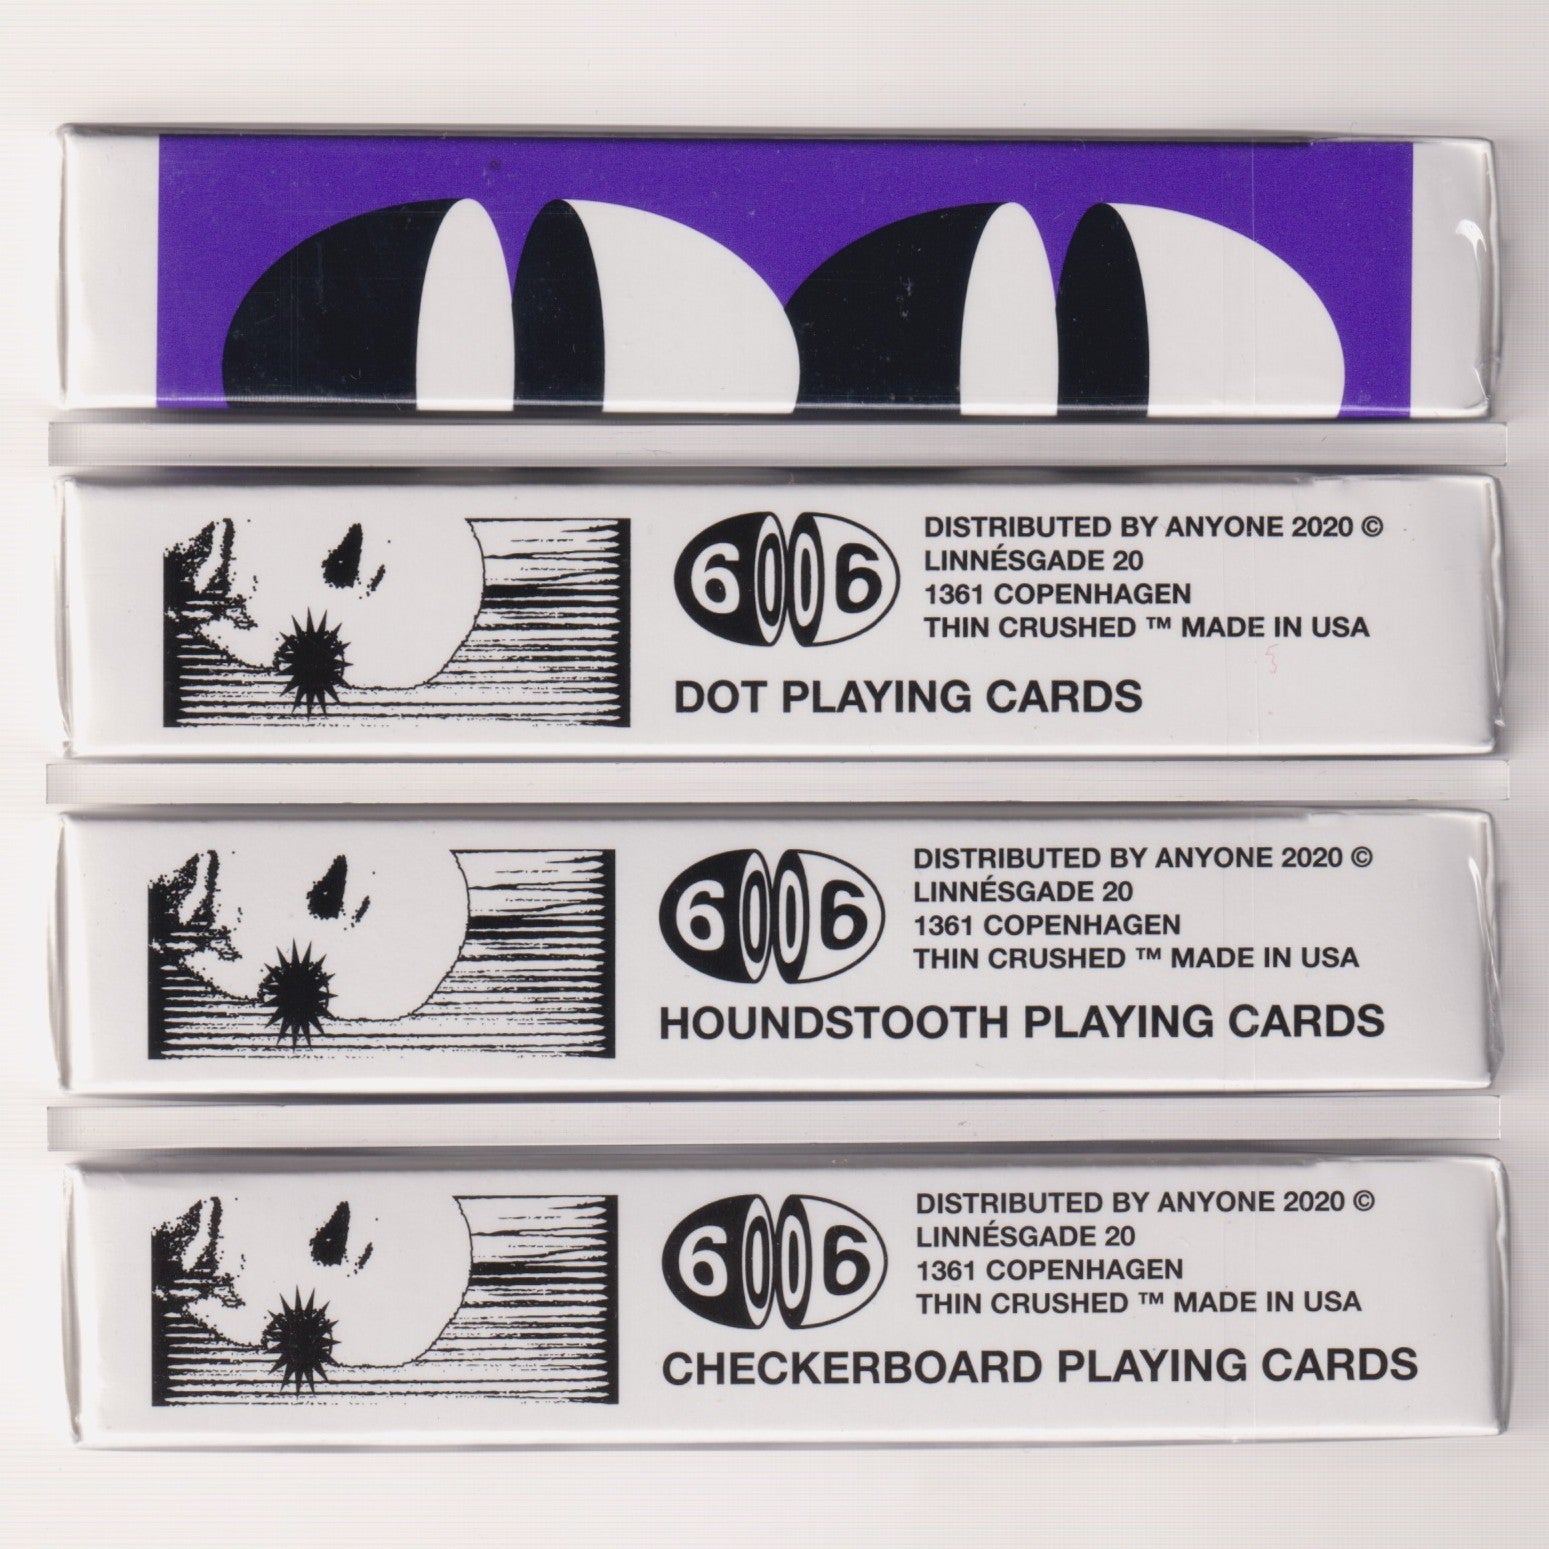 6006
DISTRIBUTED BY ANYONE 2020 ©
LINNÉSGADE 20
1361 COPENHAGEN
THIN CRUSHED ™ MADE IN USA
DOT PLAYING CARDS
6006
DISTRIBUTED BY ANYONE 2020 ©
LINNÉSGADE 20
1361 COPENHAGEN
THIN CRUSHED ™ MADE IN USA
HOUNDSTOOTH PLAYING CARDS
6006
DISTRIBUTED BY ANYONE 2020 ©
LINNÉSGADE 20
1361 COPENHAGEN
THIN CRUSHED ™ MADE IN USA
CHECKERBOARD PLAYING CARDS